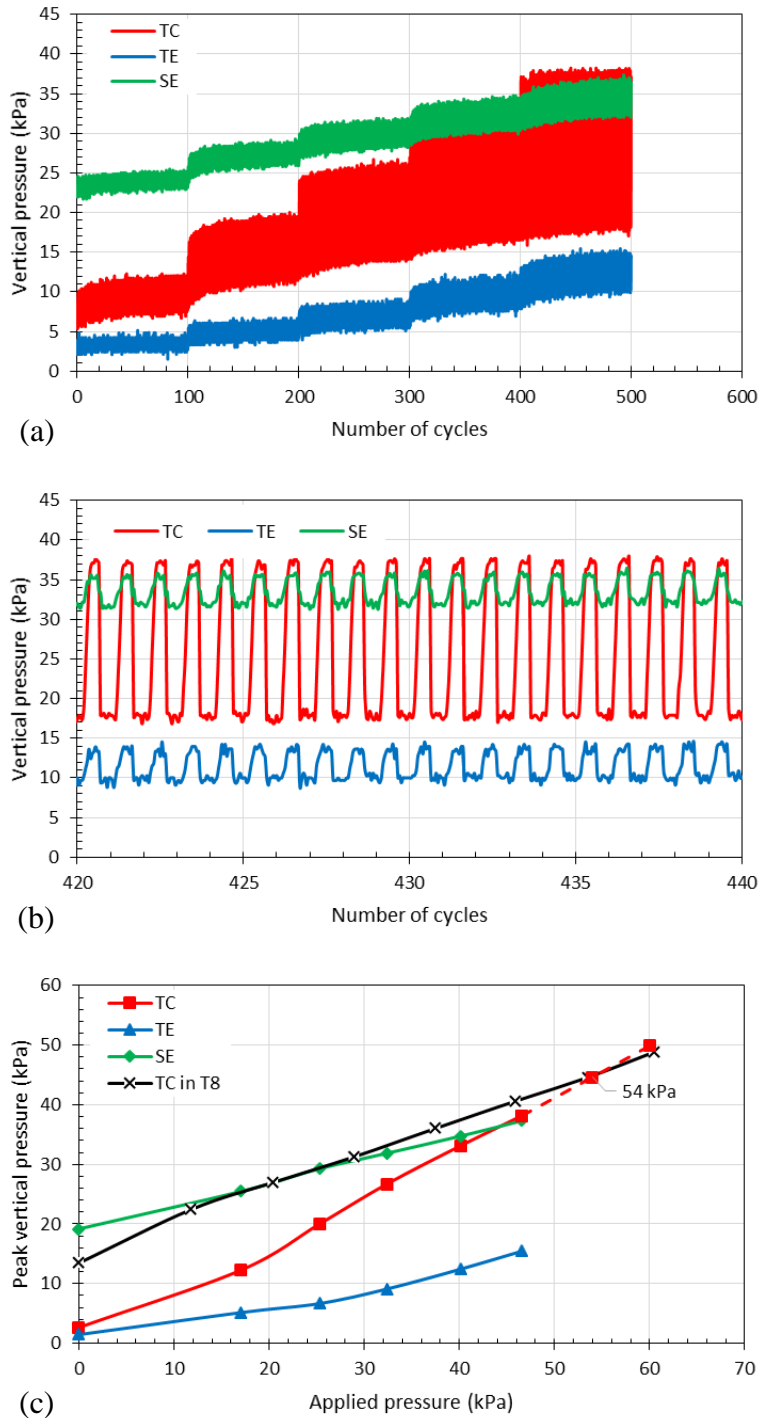 TC
TE
SE
45
40
35
30
25
20
15
10
5
0
Vertical pressure (kPa)
0 100 200 300 400 500 600
Number of cycles
(a)
TC TE SE
45
40
35
30
25
20
15
10
5
0
Vertical pressure (kPa)
420 425 430 435 440
Number of cycles
(b)
TC
TE
SE
TC in T8
60
50
40
30
20
10
0
Peak vertical pressure (kPa)
54 kPa
0 10 20 30 40 50 60 70
Applied pressure (kPa)
(c)